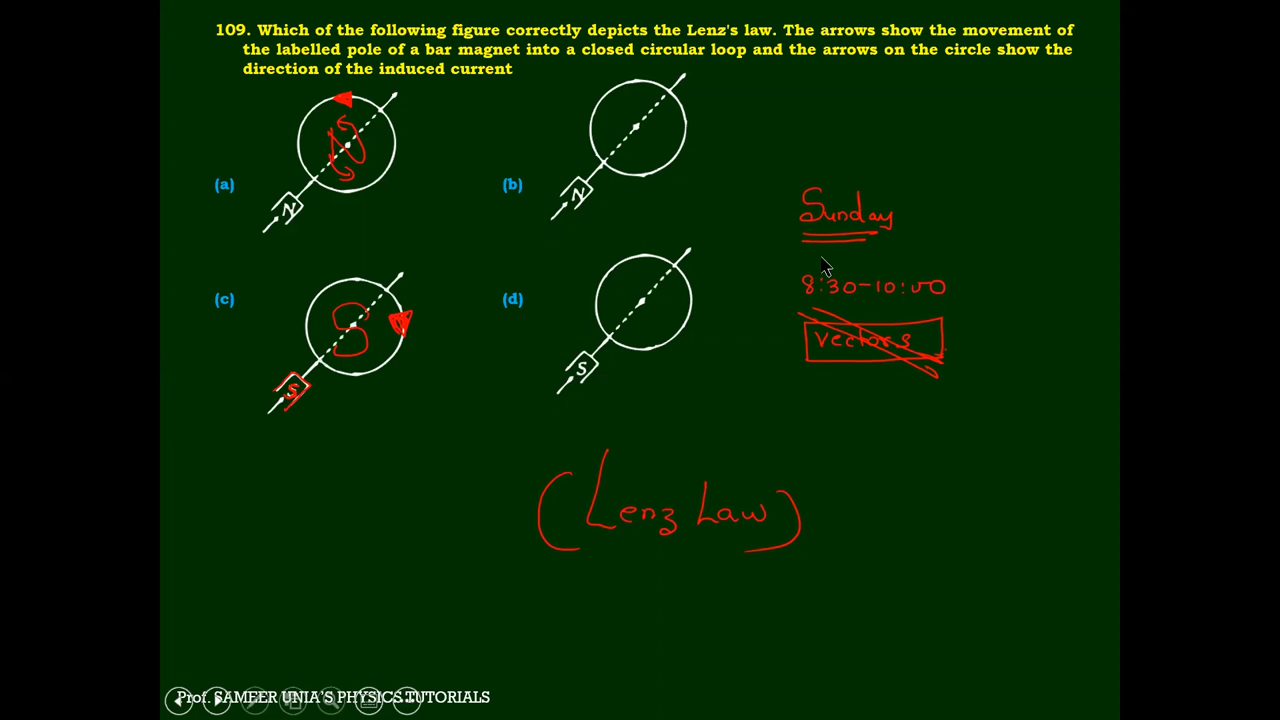 109. Which of the following figure correctly depicts the Lenz's law. The arrows show the movement of
the labelled pole of a bar magnet into a closed circular loop and the arrows on the circle show the
direction of the induced current
(a)
N
N
(b)
N
Sunday
8:30-10:00
vectors
(c)
S
S
(d)
S
(Lenz Law)
Prof. SAMEER UNIA'S PHYSICS TUTORIALS